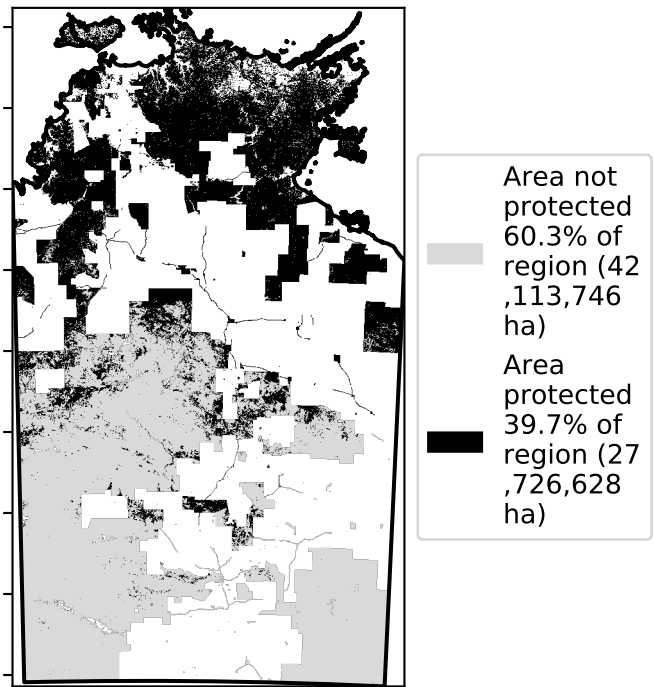 Area not
protected
60.3% of
region (42
,113,746
ha)
Area
protected
39.7% of
region (27
,726,628
ha)